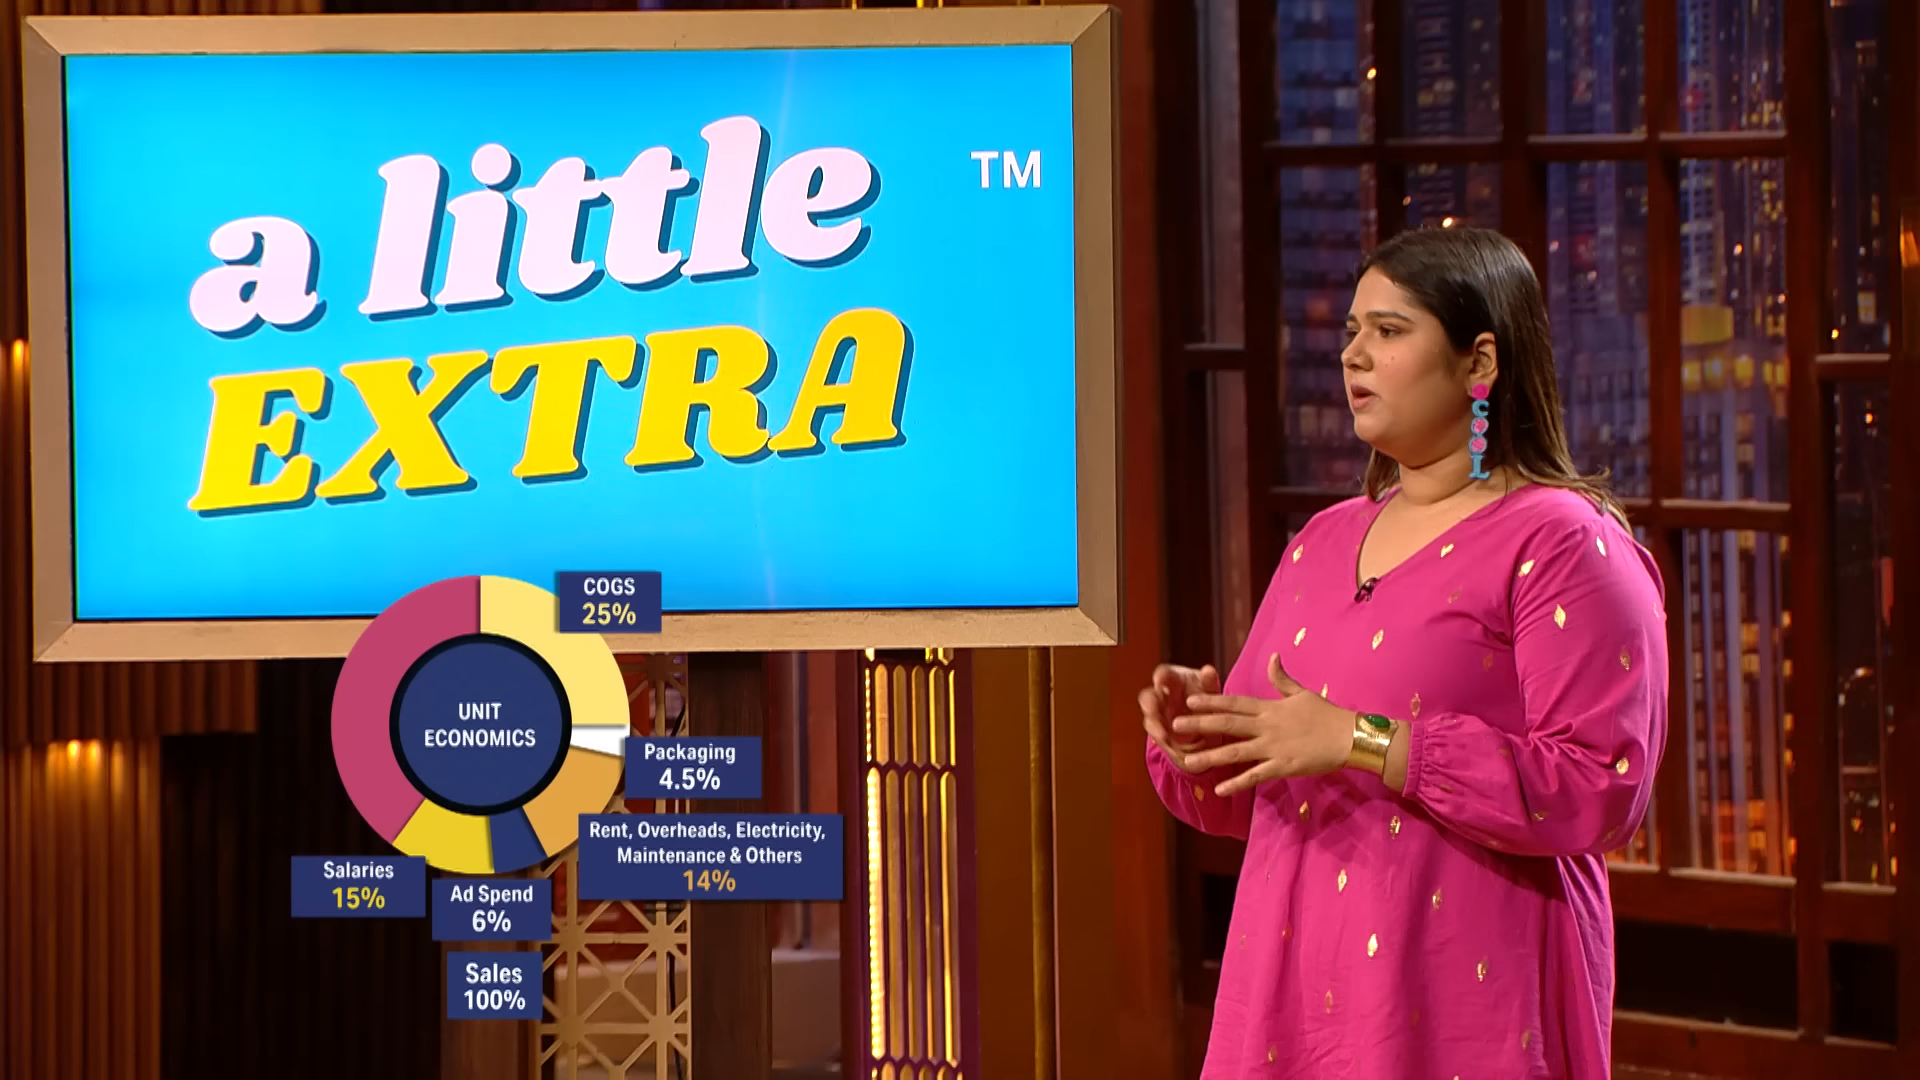 a little
EXTRA
TM
COGS
25%
UNIT
ECONOMICS
Packaging
4.5%
Rent, Overheads, Electricity,
Maintenance & Others
14%
Salaries
15%
Ad Spend
6%
Sales
100%
COOL